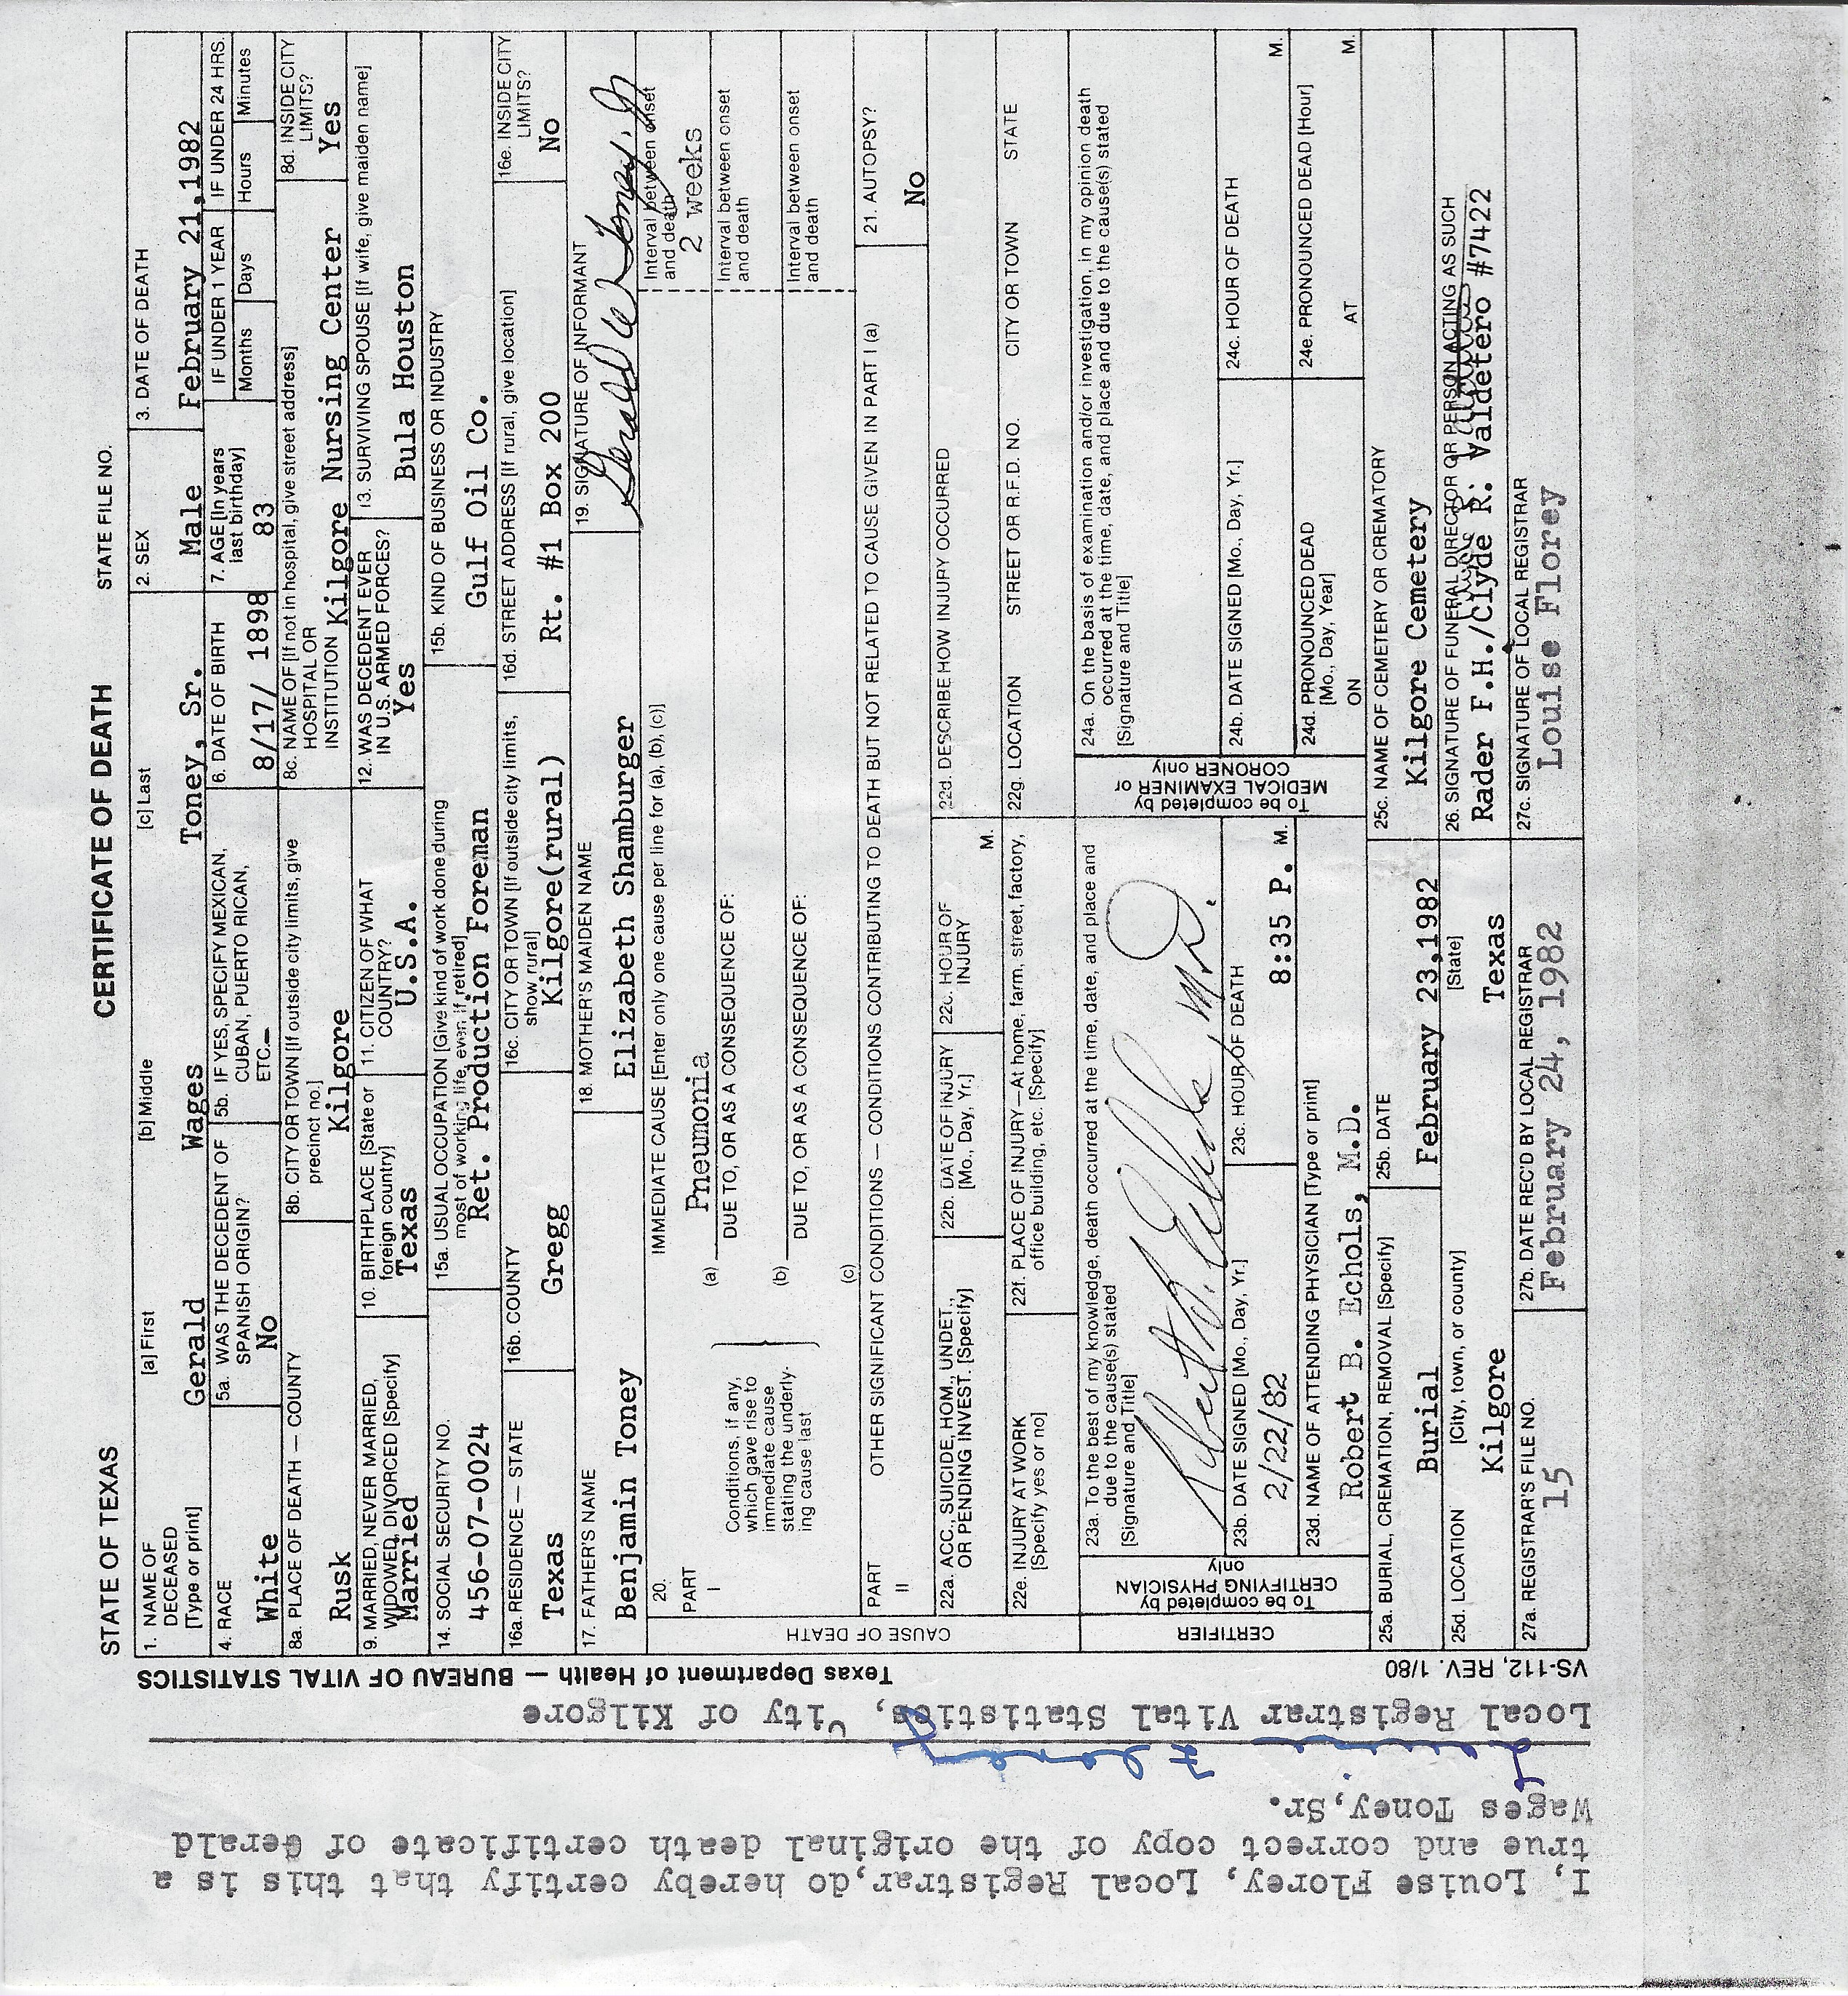 STATE OF TEXAS CERTIFICATE OF DEATH STATE FILE NO.
1. NAME OF DECEASED [Type or print] [a] First [b] Middle [c] Last 2. SEX 3. DATE OF DEATH
Gerald Wages Toney, Sr. Male February 21,1982
4. RACE 5a. WAS THE DECEDENT OF SPANISH ORIGIN? 5b. IF YES, SPECIFY MEXICAN, CUBAN, PUERTO RICAN, ETC. 6. DATE OF BIRTH 7. AGE [In years last birthday] IF UNDER 1 YEAR IF UNDER 24 HRS.
Months Days Hours Minutes
White No 8/17/ 1898 83
8a. PLACE OF DEATH — COUNTY 8b. CITY OR TOWN [If outside city limits, give precinct no.] 8c. NAME OF [If not in hospital, give street address] HOSPITAL OR INSTITUTION 8d. INSIDE CITY LIMITS?
Rusk Kilgore Kilgore Nursing Center Yes
9. MARRIED, NEVER MARRIED, WIDOWED, DIVORCED [Specify] 10. BIRTHPLACE [State or foreign country] 11. CITIZEN OF WHAT COUNTRY? 12. WAS DECEDENT EVER IN U.S. ARMED FORCES? 13. SURVIVING SPOUSE [If wife, give maiden name]
Married Texas U.S.A. Yes Bula Houston
14. SOCIAL SECURITY NO. 15a. USUAL OCCUPATION [Give kind of work done during most of working life, even if retired] 15b. KIND OF BUSINESS OR INDUSTRY
456-07-0024 Ret. Production Foreman Gulf Oil Co.
16a. RESIDENCE — STATE 16b. COUNTY 16c. CITY OR TOWN [If outside city limits, show rural] 16d. STREET ADDRESS [If rural, give location] 16e. INSIDE CITY LIMITS?
Texas Gregg Kilgore(rural) Rt. #1 Box 200 No
17. FATHER'S NAME 18. MOTHER'S MAIDEN NAME 19. SIGNATURE OF INFORMANT
Benjamin Toney Elizabeth Shamburger Gerald W Toney, Jr
20. PART I IMMEDIATE CAUSE [Enter only one cause per line for (a), (b), (c)] Interval between onset and death
(a) Pneumonia 2 weeks
Conditions, if any, which gave rise to immediate cause stating the underlying cause last
DUE TO, OR AS A CONSEQUENCE OF: Interval between onset and death
(b)
DUE TO, OR AS A CONSEQUENCE OF: Interval between onset and death
(c)
PART II OTHER SIGNIFICANT CONDITIONS — CONDITIONS CONTRIBUTING TO DEATH BUT NOT RELATED TO CAUSE GIVEN IN PART I (a) 21. AUTOPSY?
No
22a. ACC., SUICIDE, HOM., UNDET., OR PENDING INVEST. [Specify] 22b. DATE OF INJURY [Mo., Day, Yr.] 22c. HOUR OF INJURY M. 22d. DESCRIBE HOW INJURY OCCURRED
22e. INJURY AT WORK [Specify yes or no] 22f. PLACE OF INJURY—At home, farm, street, factory, office building, etc. [Specify] 22g. LOCATION STREET OR R.F.D. NO. CITY OR TOWN STATE
CAUSE OF DEATH
CERTIFIER
To be completed by CERTIFYING PHYSICIAN only
23a. To the best of my knowledge, death occurred at the time, date, and place and due to the cause(s) stated
[Signature and Title]
Robert B. Echols, M.D.
23b. DATE SIGNED [Mo., Day, Yr.] 23c. HOUR OF DEATH
2/22/82 8:35 P. M.
23d. NAME OF ATTENDING PHYSICIAN [Type or print]
Robert B. Echols, M.D.
To be completed by MEDICAL EXAMINER or CORONER only
24a. On the basis of examination and/or investigation, in my opinion death occurred at the time, date, and place and due to the cause(s) stated
[Signature and Title]
24b. DATE SIGNED [Mo., Day, Yr.] 24c. HOUR OF DEATH M.
24d. PRONOUNCED DEAD [Mo., Day, Year] ON 24e. PRONOUNCED DEAD [Hour] AT M.
25a. BURIAL, CREMATION, REMOVAL [Specify] 25b. DATE 25c. NAME OF CEMETERY OR CREMATORY
Burial February 23,1982 Kilgore Cemetery
25d. LOCATION [City, town, or county] [State] 26. SIGNATURE OF FUNERAL DIRECTOR OR PERSON ACTING AS SUCH
Kilgore Texas Rader F.H./Clyde R. Valdetero #7422
27a. REGISTRAR'S FILE NO. 27b. DATE REC'D BY LOCAL REGISTRAR 27c. SIGNATURE OF LOCAL REGISTRAR
15 February 24, 1982 Louise Florey
Texas Department of Health — BUREAU OF VITAL STATISTICS
VS-112, REV. 1/80
I, Louise Florey, Local Registrar,do hereby certify that this is a
true and correct copy of the original death certificate of Gerald
Wages Toney,Sr.
Louise Florey
Local Registrar Vital Statistics, City of Kilgore